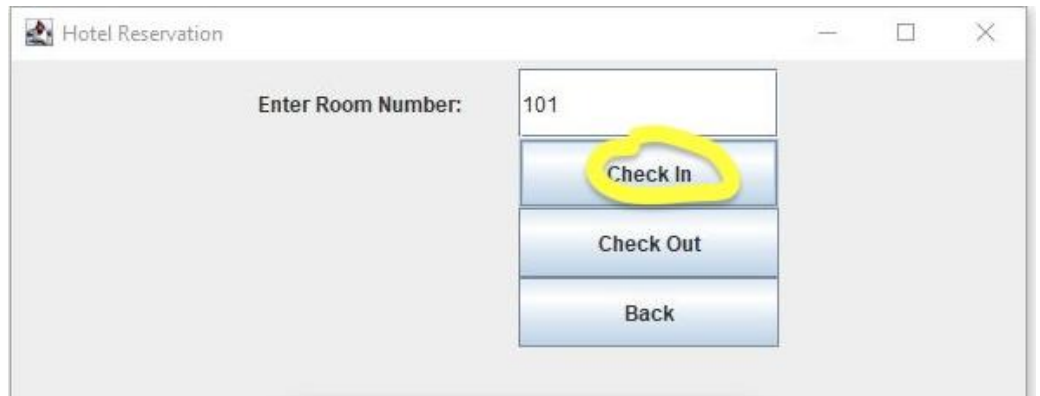 Hotel Reservation
Enter Room Number: 101
Check In
Check Out
Back